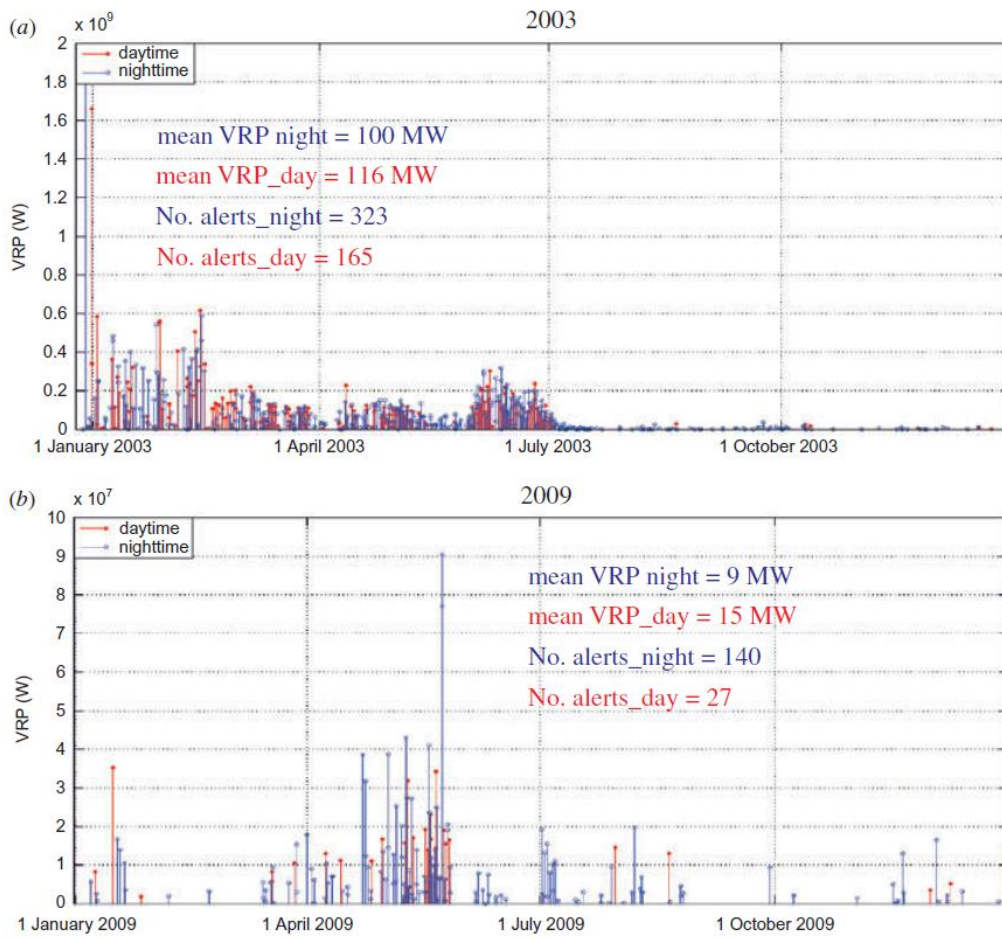 (a)
2003
x 10⁹
2
1.8
1.6
1.4
1.2
1
0.8
0.6
0.4
0.2
0
VRP (W)
daytime
nighttime
mean VRP night = 100 MW
mean VRP_day = 116 MW
No. alerts_night = 323
No. alerts_day = 165
1 January 2003
1 April 2003
1 July 2003
1 October 2003
(b)
2009
x 10⁷
10
9
8
7
6
5
4
3
2
1
0
VRP (W)
daytime
nighttime
mean VRP night = 9 MW
mean VRP_day = 15 MW
No. alerts_night = 140
No. alerts_day = 27
1 January 2009
1 April 2009
1 July 2009
1 October 2009